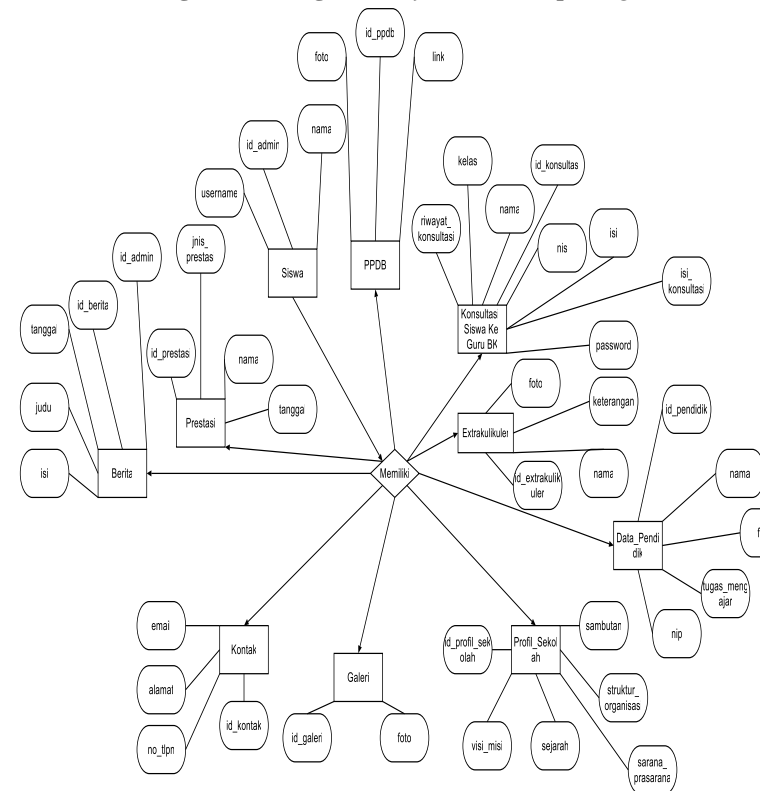 id_ppdb
foto
link
nama
id_admin
username
kelas
id_konsultas
nama
riwayat_
konsultasi
nis
isi
isi_
konsultasi
jnis_
prestas
id_admin
Siswa
PPDB
id_berita
tanggal
Konsultas
Siswa Ke
Guru BK
password
id_prestas
nama
foto
keterangan
judu
Prestasi
tanggal
id_pendidik
Extrakulikuler
isi
Berita
Memiliki
id_extrakulik
uler
nama
nama
Data_Pendi
dik
f
tugas_meng
ajar
nip
emai
Kontak
id_profil_sek
olah
Profil_Sekol
ah
sambutan
alamat
Galeri
struktur_
organisas
id_kontak
no_tlpn
id_galeri
foto
visi_misi
sejarah
sarana_
prasarana